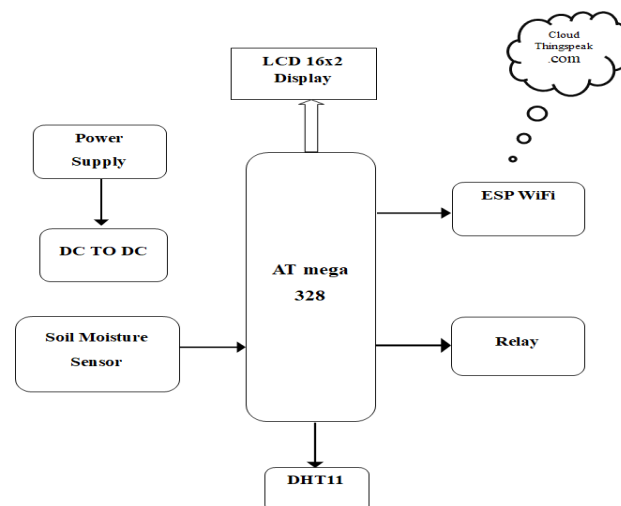 Cloud
Thingspeak
.com
LCD 16x2
Display
Power
Supply
ESP WiFi
DC TO DC
AT mega
328
Soil Moisture
Sensor
Relay
DHT11